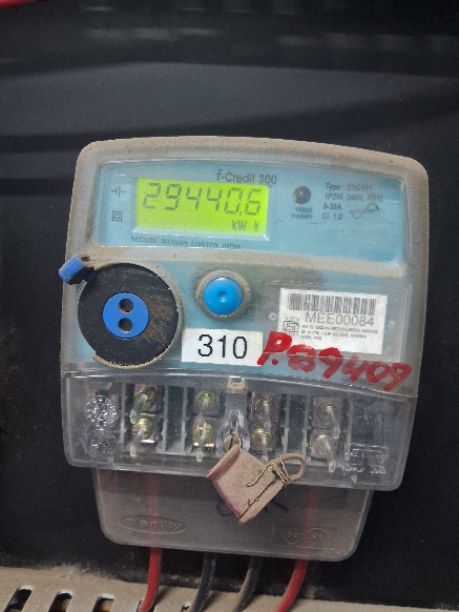 i-Credit 300
29440.6
kW h
Type : E1C101
1P2W, 240V, 50Hz
5-30A
Cl. 1.0
SECURE METERS LIMITED, INDIA
MEE00084
310
P.89409